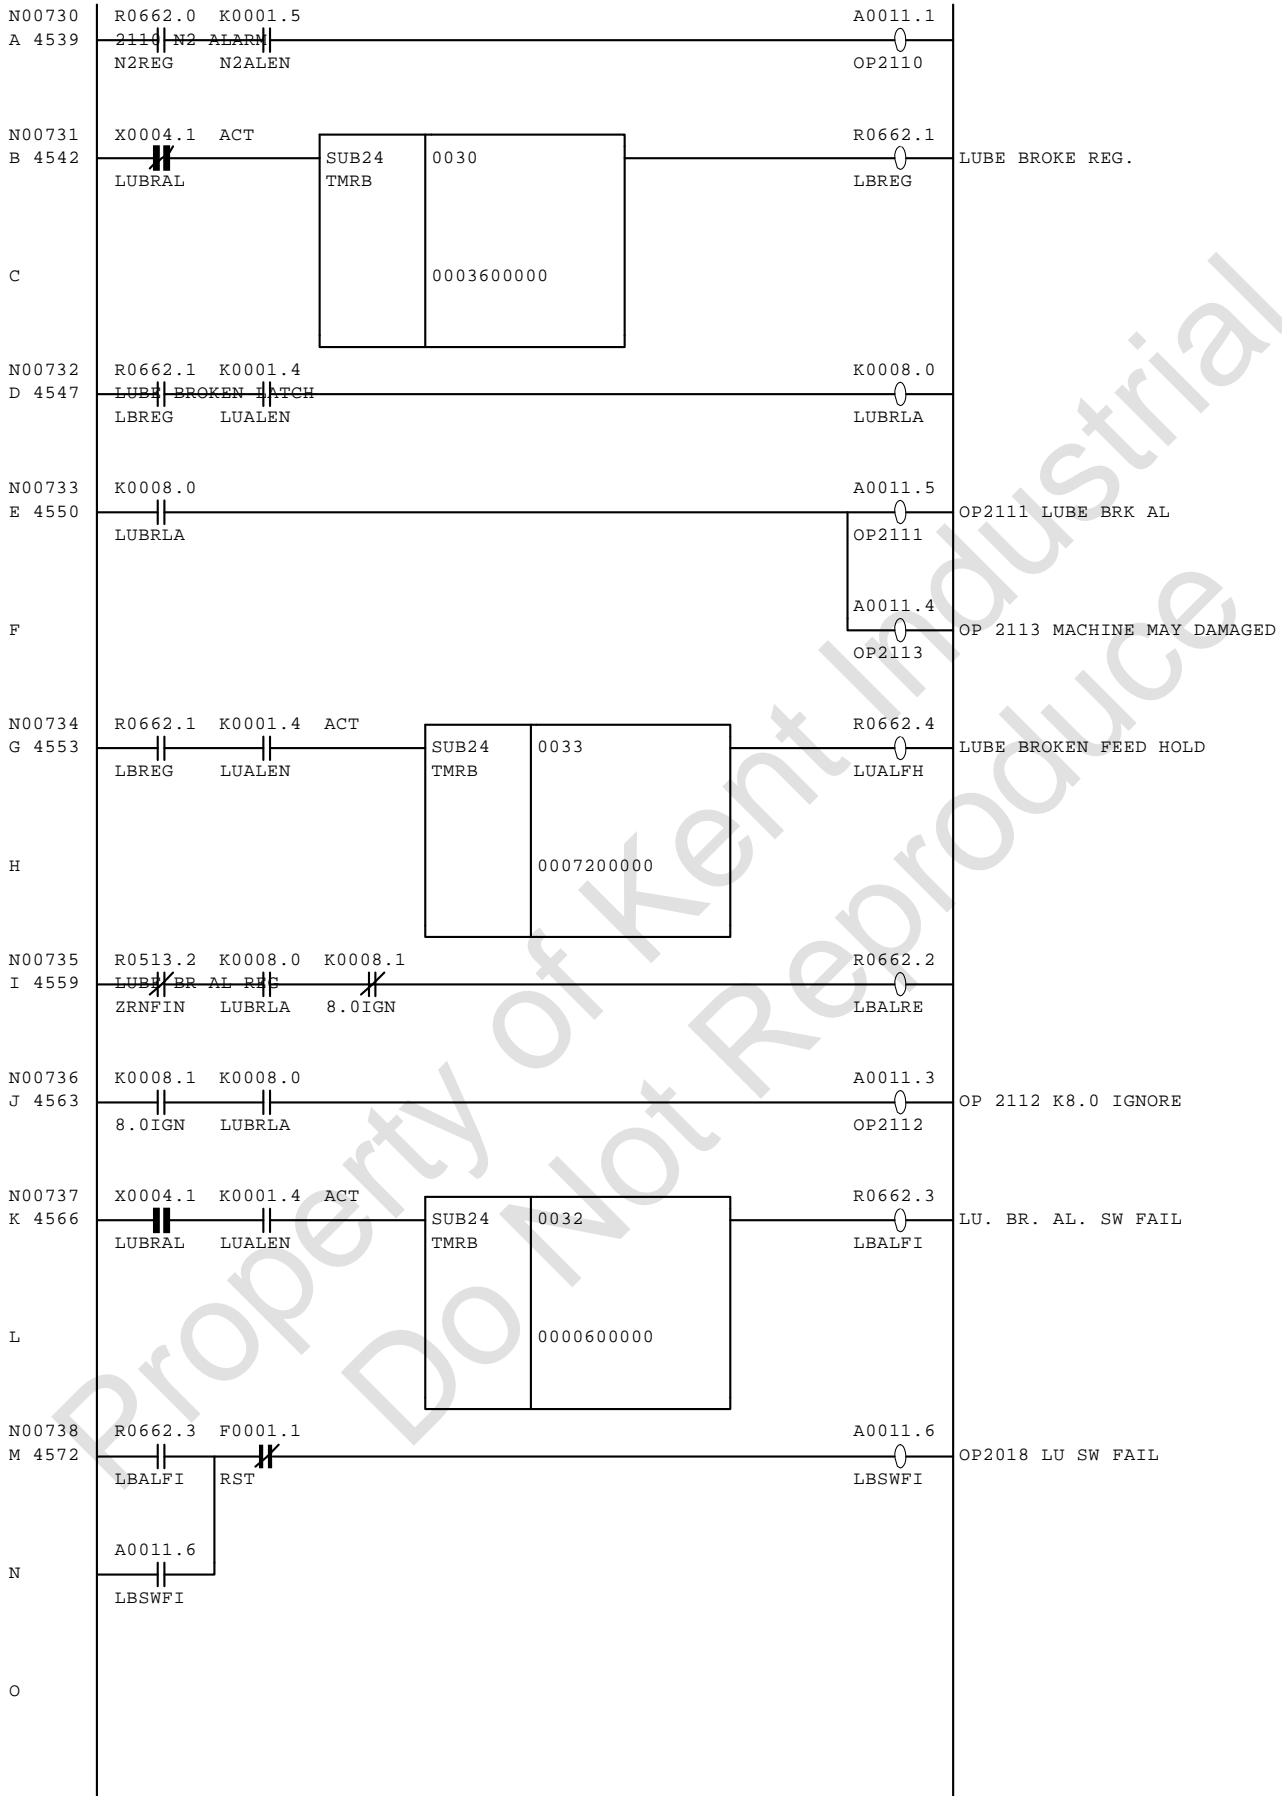 N00730 R0662.0 K0001.5 A0011.1
A 4539 2110 N2 ALARM
N2REG N2ALEN OP2110
N00731 X0004.1 ACT R0662.1
B 4542 SUB24 0030 LUBE BROKE REG.
LUBRAL TMRB LBREG
C 0003600000
N00732 R0662.1 K0001.4 K0008.0
D 4547 LUBE BROKEN LATCH
LBREG LUALEN LUBRLA
N00733 K0008.0 A0011.5
E 4550 OP2111 LUBE BRK AL
LUBRLA OP2111
A0011.4
F OP 2113 MACHINE MAY DAMAGED
OP2113
N00734 R0662.1 K0001.4 ACT R0662.4
G 4553 SUB24 0033 LUBE BROKEN FEED HOLD
LBREG LUALEN TMRB LUALFH
H 0007200000
N00735 R0513.2 K0008.0 K0008.1 R0662.2
I 4559 LUBE BR AL REG
ZRNFIN LUBRLA 8.0IGN LBALRE
N00736 K0008.1 K0008.0 A0011.3
J 4563 OP 2112 K8.0 IGNORE
8.0IGN LUBRLA OP2112
N00737 X0004.1 K0001.4 ACT R0662.3
K 4566 SUB24 0032 LU. BR. AL. SW FAIL
LUBRAL LUALEN TMRB LBALFI
L 0000600000
N00738 R0662.3 F0001.1 A0011.6
M 4572 OP2018 LU SW FAIL
LBALFI RST LBSWFI
A0011.6
N
LBSWFI
O
Property of Kent Industrial
Do Not Reproduce